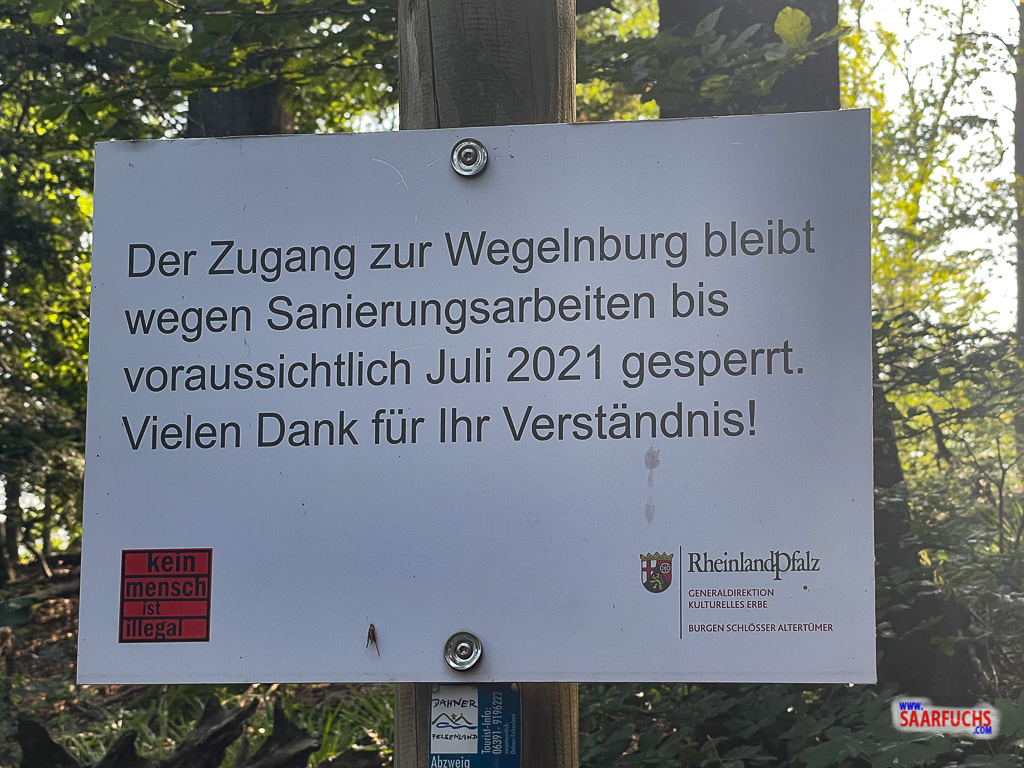 Der Zugang zur Wegelnburg bleibt
wegen Sanierungsarbeiten bis
voraussichtlich Juli 2021 gesperrt.
Vielen Dank für Ihr Verständnis!
kein
mensch
ist
illegal
RheinlandPfalz
GENERALDIREKTION
KULTURELLES ERBE
BURGEN SCHLÖSSER ALTERTÜMER
DAHNER
FELSENLAND
Tourist-Info:
06391- 9196222
Dahner Felsenland
Abzweig
WWW.
SAARFUCHS
.COM